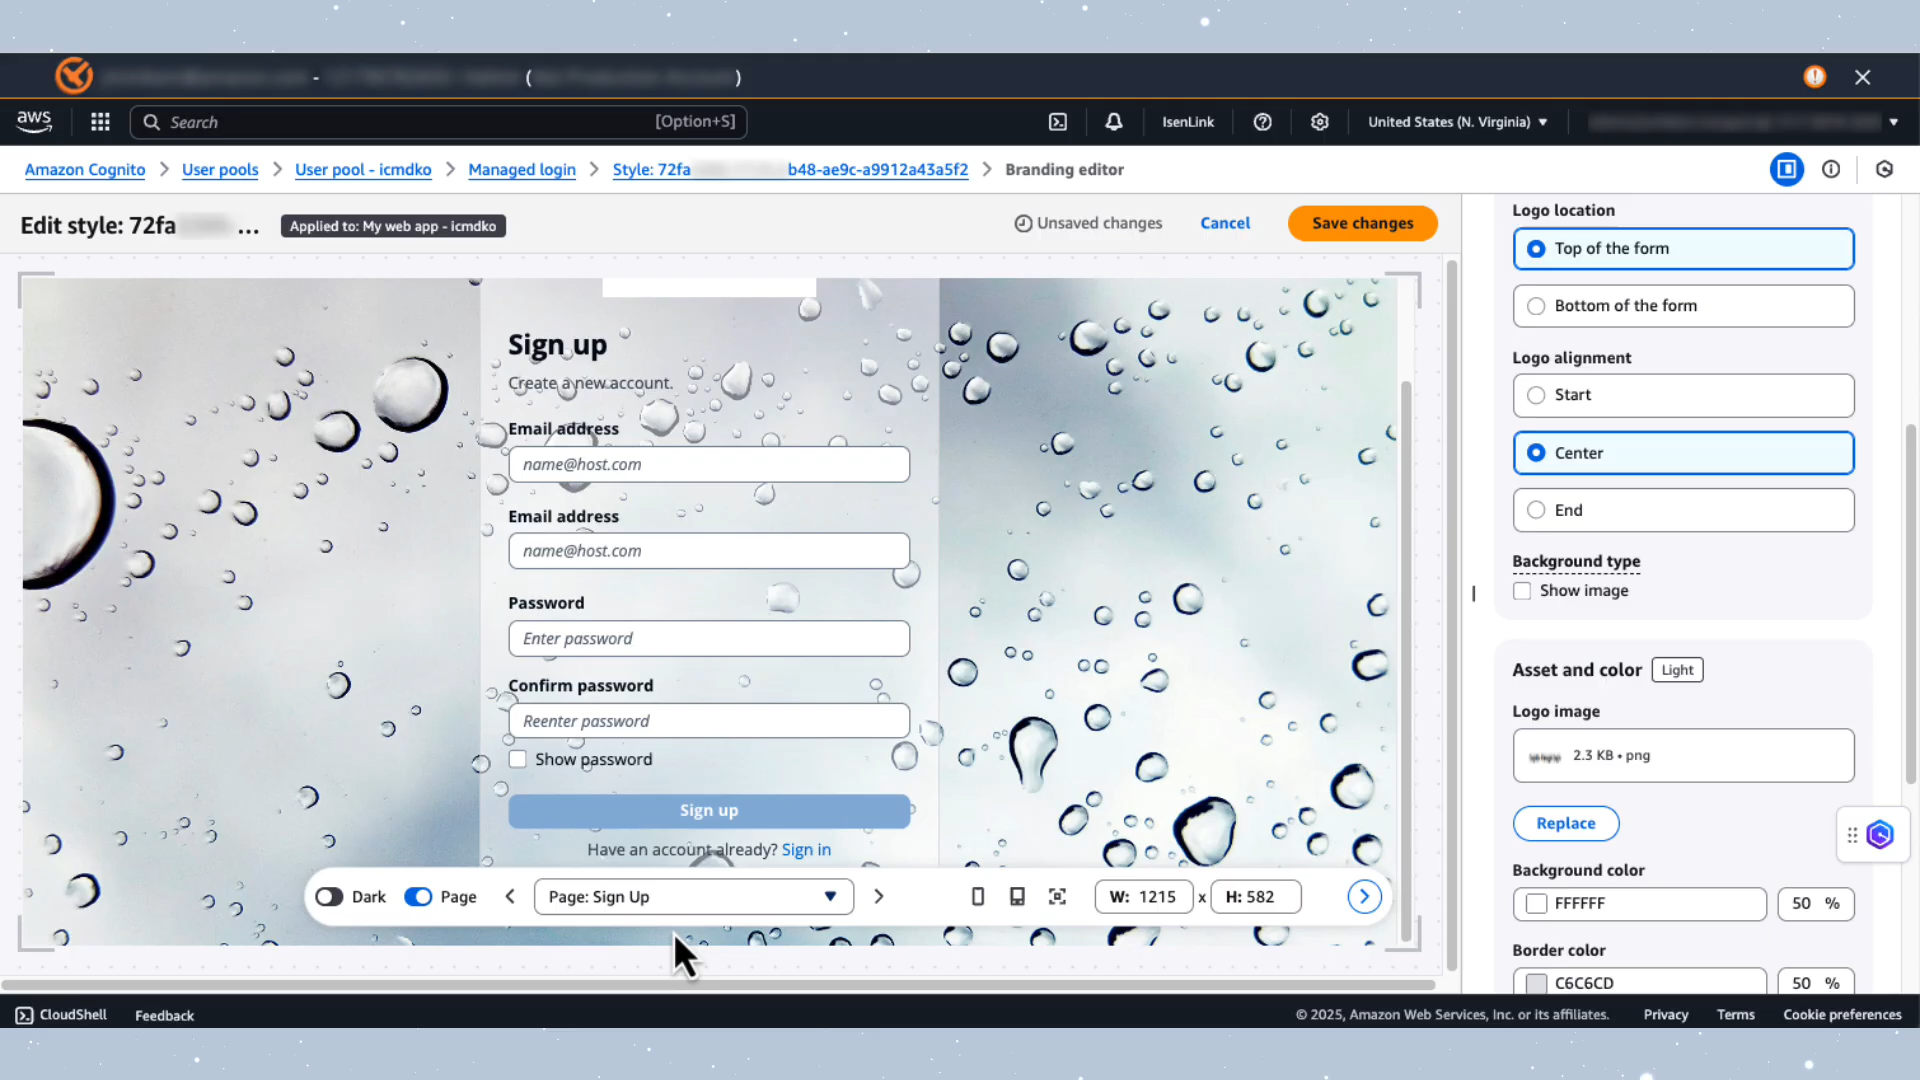 - ( )
aws
Search
[Option+S]
IsenLink
United States (N. Virginia)
Amazon Cognito
User pools
User pool - icmdko
Managed login
Style: 72fa b48-ae9c-a9912a43a5f2
Branding editor
Edit style: 72fa ...
Applied to: My web app - icmdko
Unsaved changes
Cancel
Save changes
Sign up
Create a new account.
Email address
name@host.com
Email address
name@host.com
Password
Enter password
Confirm password
Reenter password
Show password
Sign up
Have an account already? Sign in
Dark
Page
Page: Sign Up
W: 1215 x H: 582
Logo location
Top of the form
Bottom of the form
Logo alignment
Start
Center
End
Background type
Show image
Asset and color
Light
Logo image
2.3 KB • png
Replace
Background color
FFFFFF
50 %
Border color
C6C6CD
50 %
CloudShell
Feedback
© 2025, Amazon Web Services, Inc. or its affiliates.
Privacy
Terms
Cookie preferences